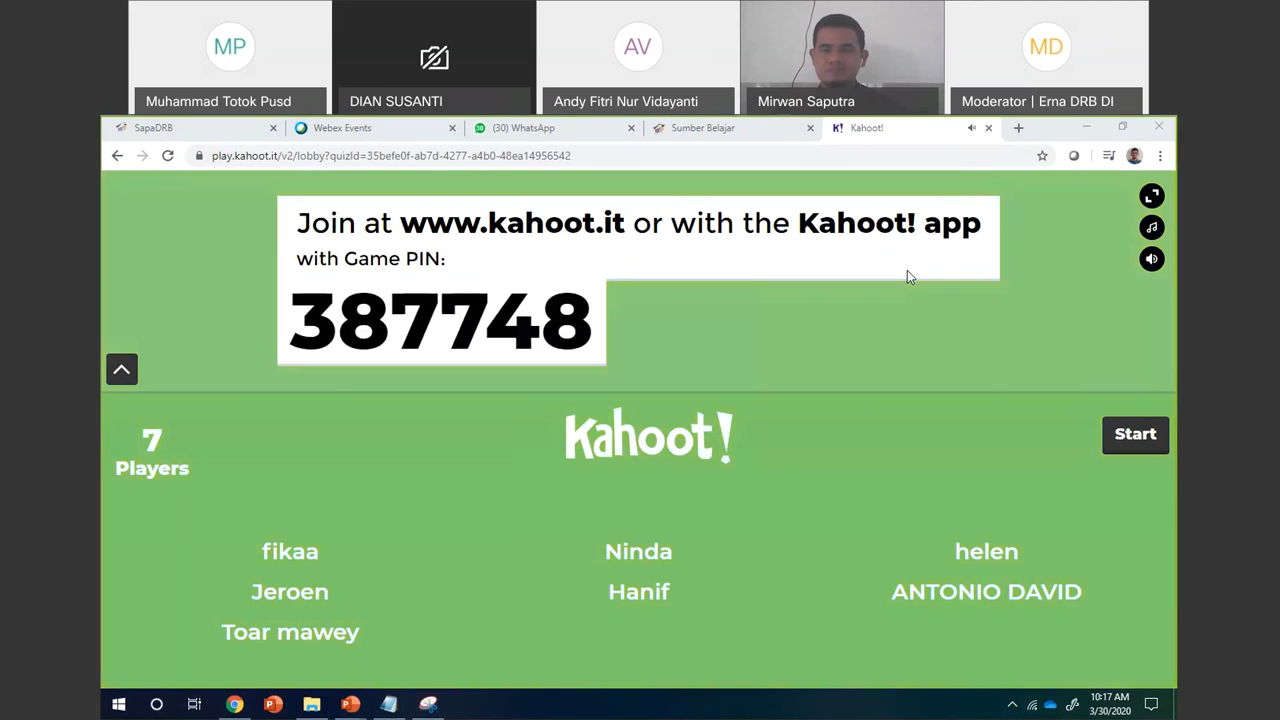 MP
AV
MD
Muhammad Totok Pusd
DIAN SUSANTI
Andy Fitri Nur Vidayanti
Mirwan Saputra
Moderator | Erna DRB DI
SapaDRB
Webex Events
(30) WhatsApp
Sumber Belajar
K! Kahoot!
play.kahoot.it/v2/lobby?quizId=35befe0f-ab7d-4277-a4b0-48ea14956542
Join at www.kahoot.it or with the Kahoot! app
with Game PIN:
387748
7
Players
Kahoot!
Start
fikaa
Ninda
helen
Jeroen
Hanif
ANTONIO DAVID
Toar mawey
10:17 AM
3/30/2020